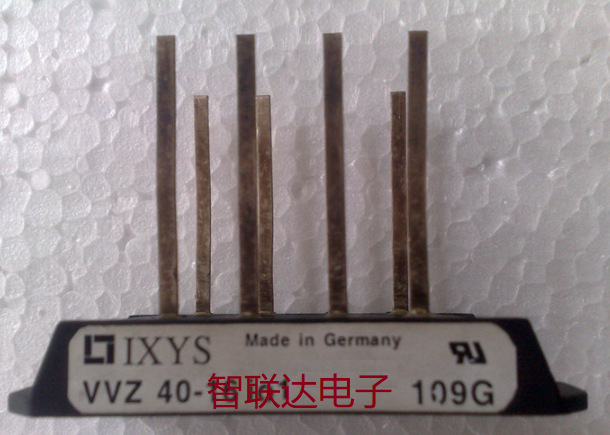 IXYS
Made in Germany
VVZ 40-
109G
智联达电子